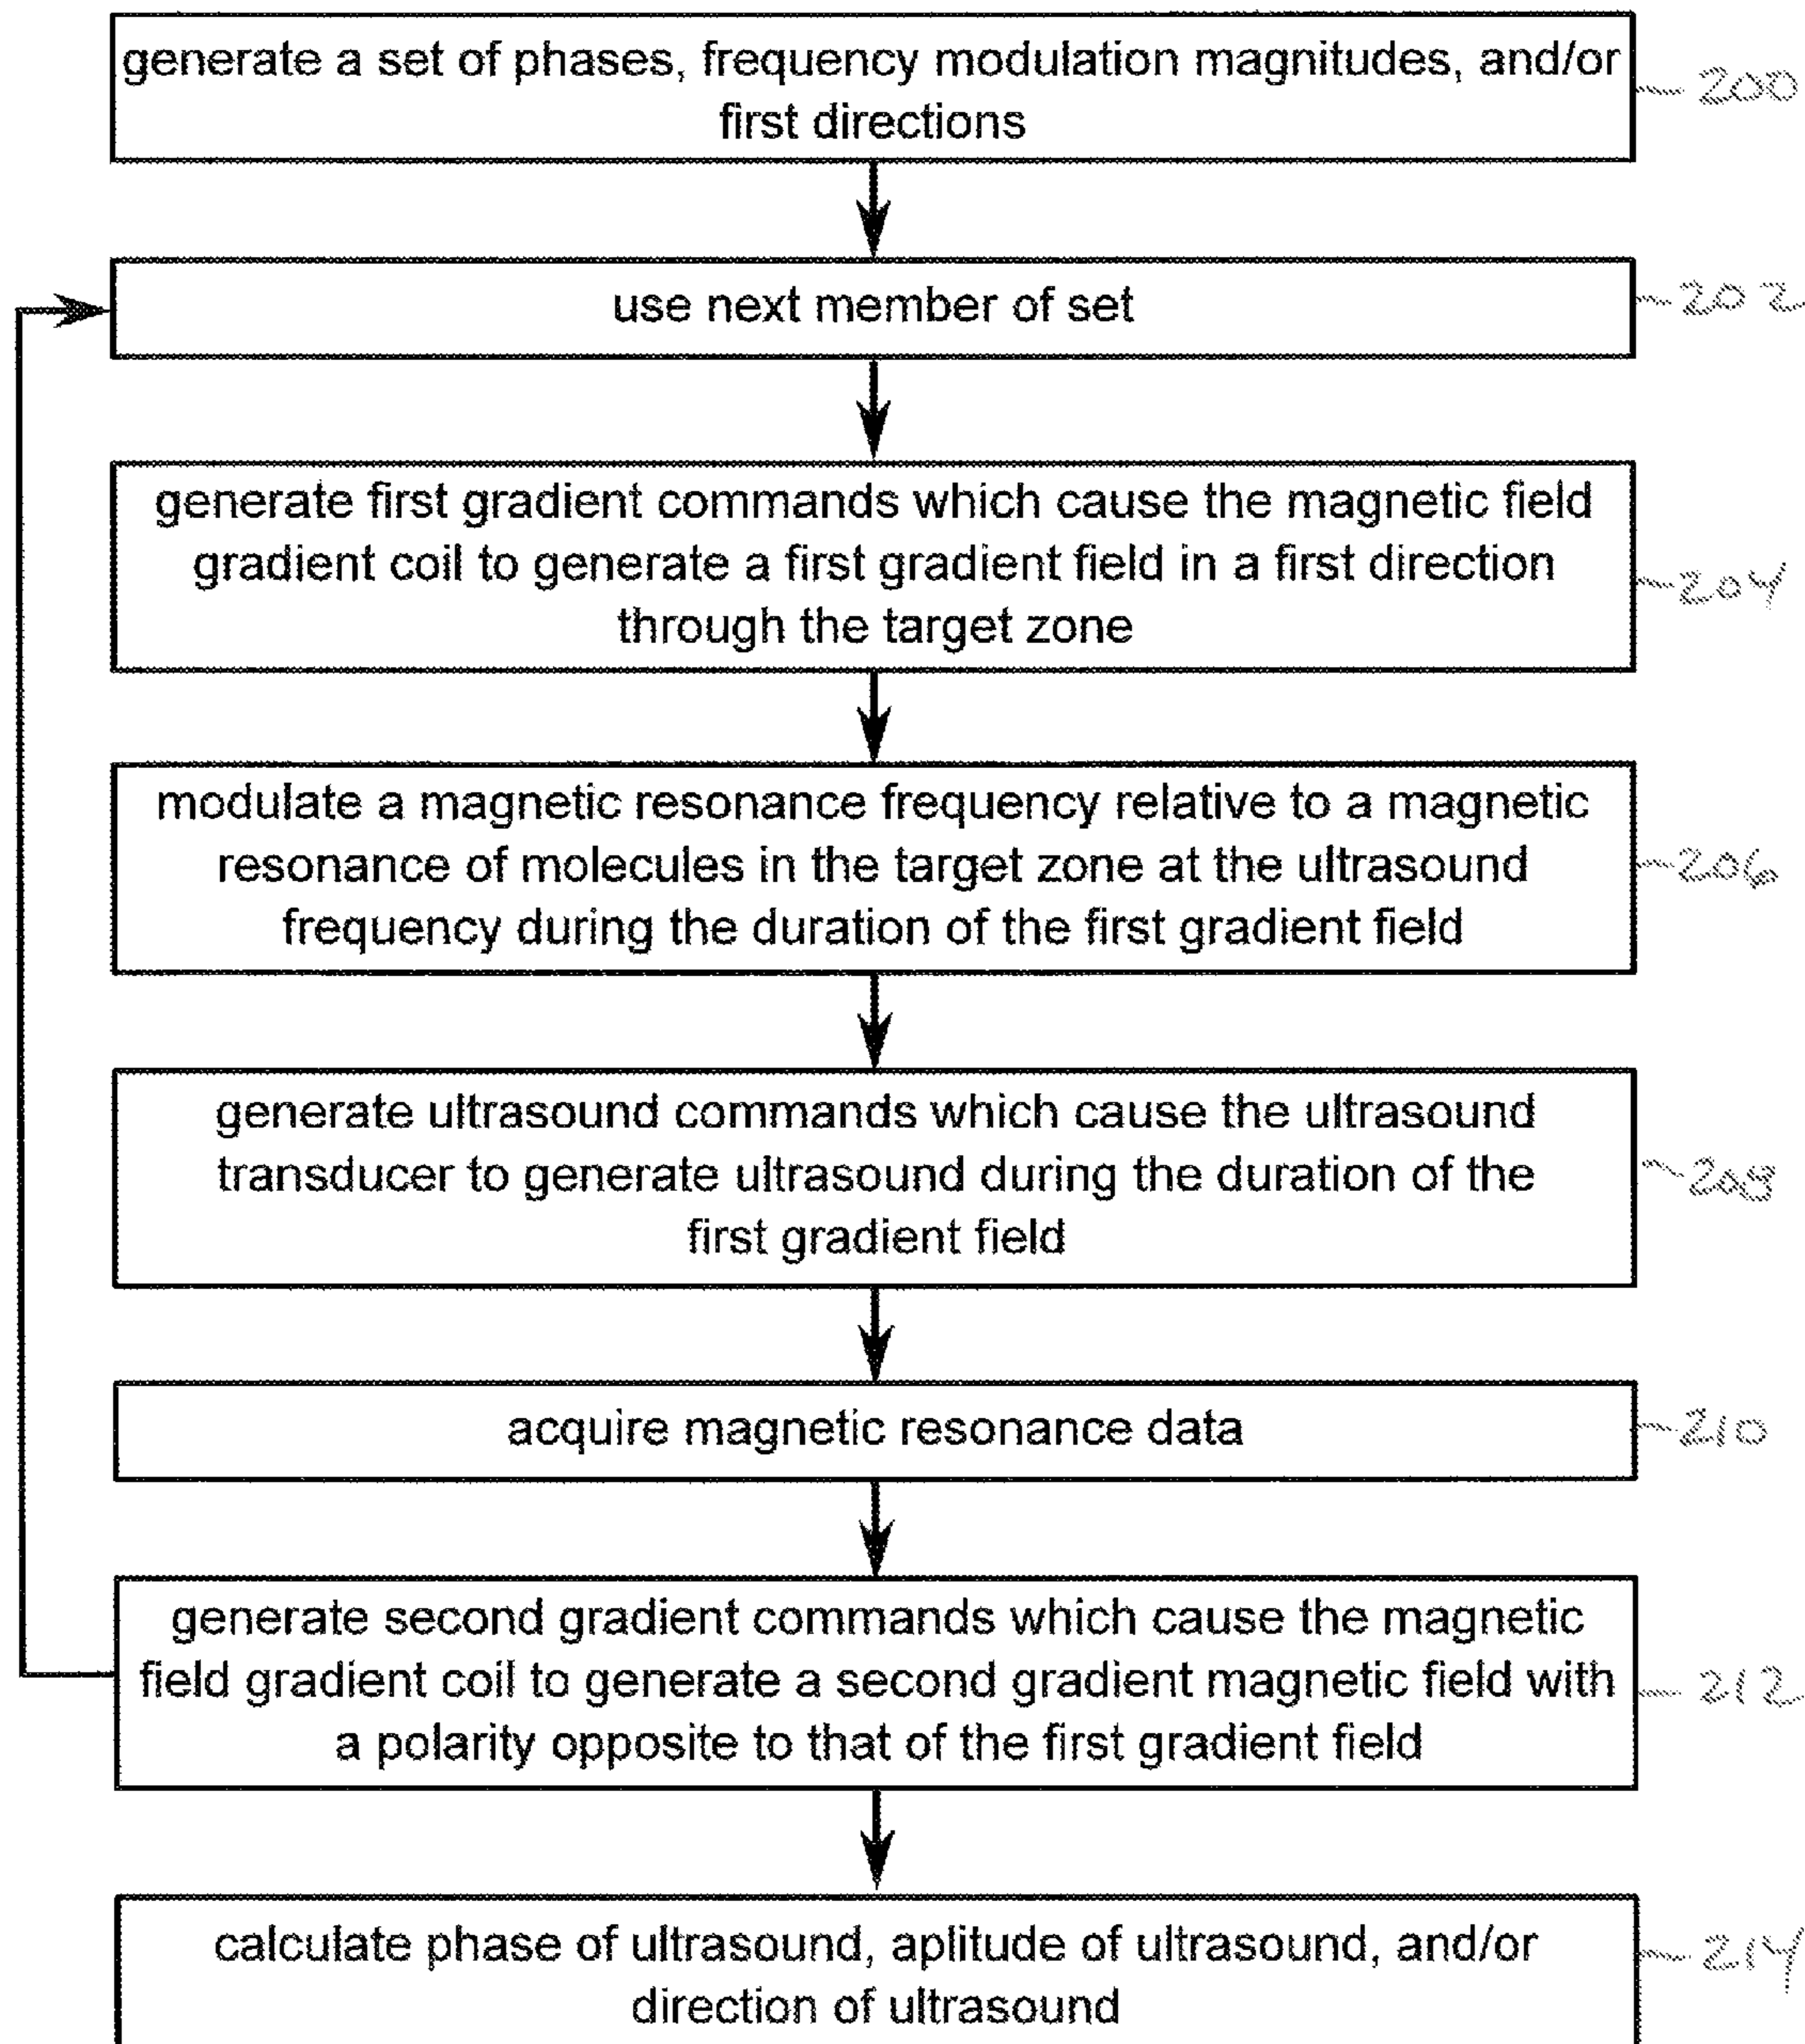 generate a set of phases, frequency modulation magnitudes, and/or
first directions
200
use next member of set
202
generate first gradient commands which cause the magnetic field
gradient coil to generate a first gradient field in a first direction
through the target zone
204
modulate a magnetic resonance frequency relative to a magnetic
resonance of molecules in the target zone at the ultrasound
frequency during the duration of the first gradient field
206
generate ultrasound commands which cause the ultrasound
transducer to generate ultrasound during the duration of the
first gradient field
208
acquire magnetic resonance data
210
generate second gradient commands which cause the magnetic
field gradient coil to generate a second gradient magnetic field with
a polarity opposite to that of the first gradient field
212
calculate phase of ultrasound, aplitude of ultrasound, and/or
direction of ultrasound
214